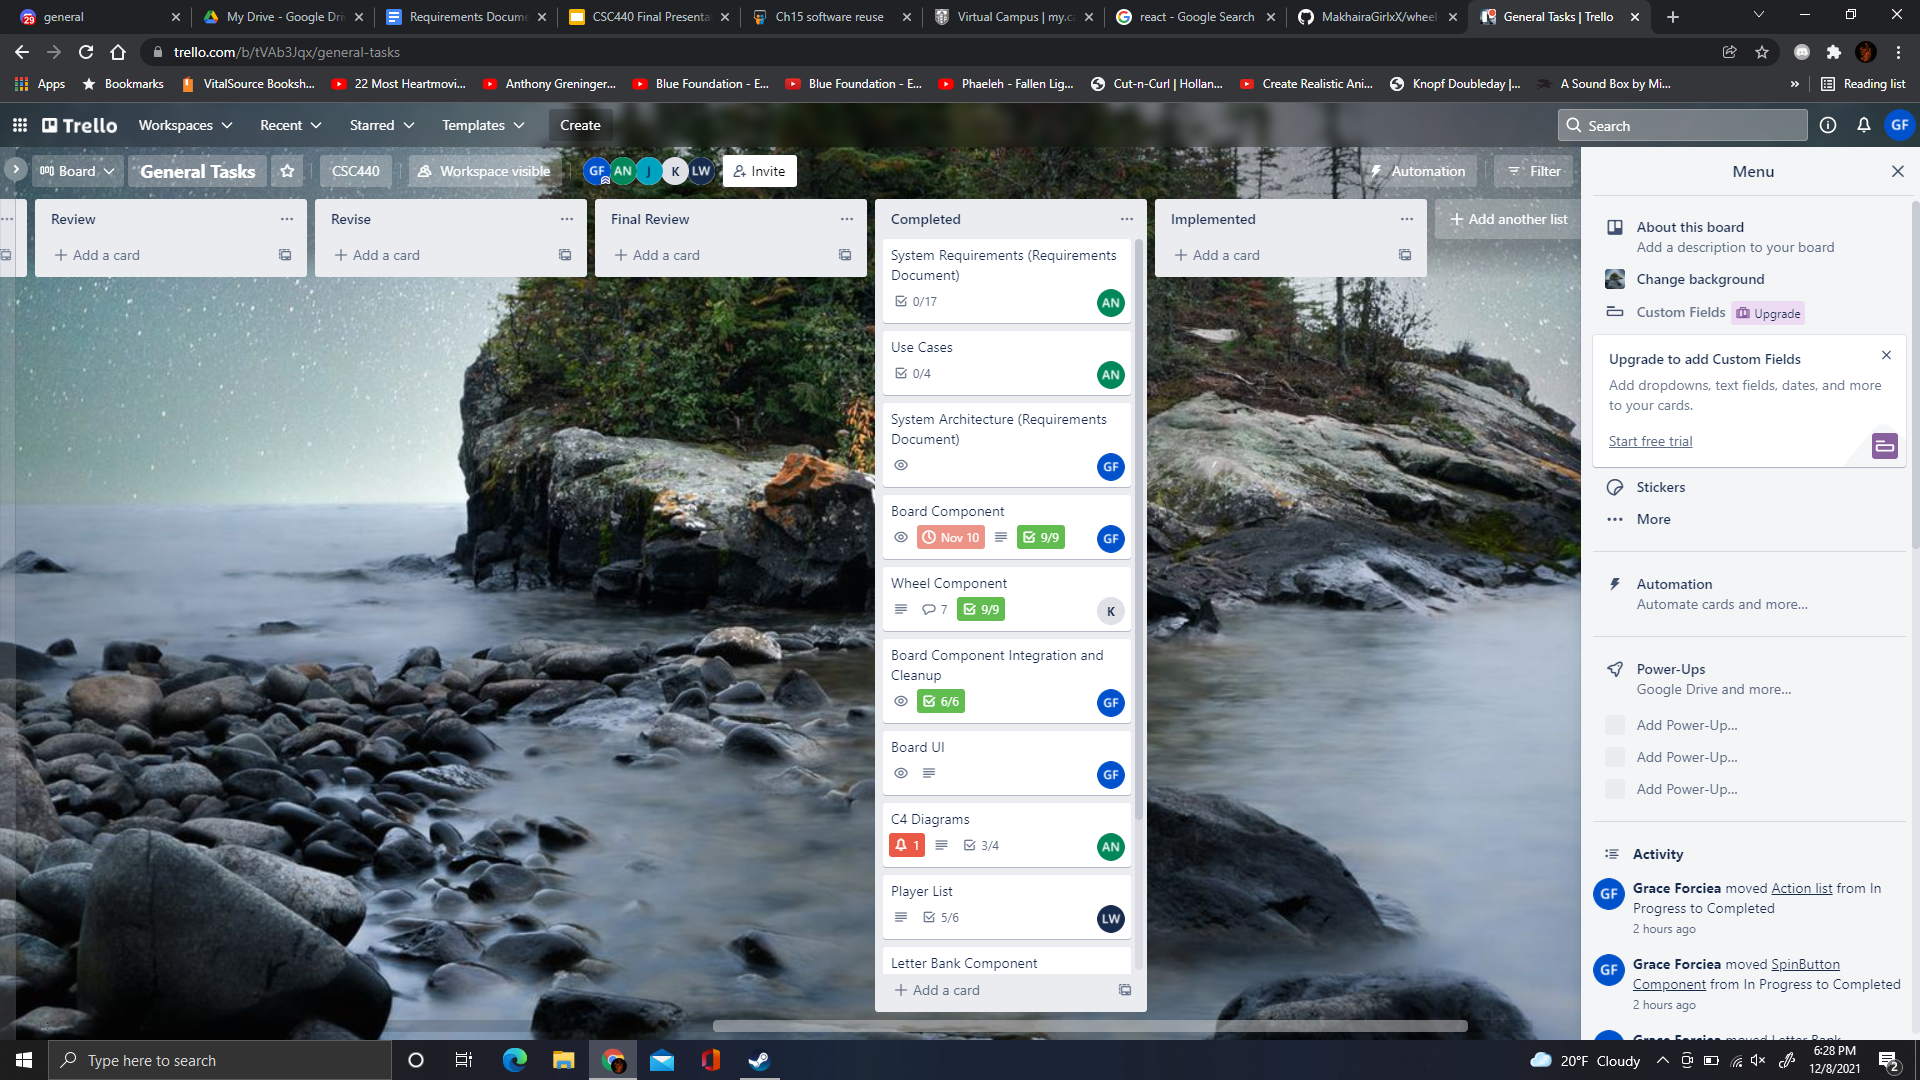 general
My Drive - Google Dri
Requirements Docume
CSC440 Final Presenta
Ch15 software reuse
Virtual Campus | my.ca
react - Google Search
MakhairaGirlxX/wheel
General Tasks | Trello
trello.com/b/tVAb3Jqx/general-tasks
Apps
Bookmarks
VitalSource Booksh...
22 Most Heartmovi...
Anthony Greninger...
Blue Foundation - E...
Blue Foundation - E...
Phaeleh - Fallen Lig...
Cut-n-Curl | Hollan...
Create Realistic Ani...
Knopf Doubleday |...
A Sound Box by Mi...
»
Reading list
Trello
Workspaces
Recent
Starred
Templates
Create
Search
GF
Board
General Tasks
CSC440
Workspace visible
GF
AN
J
K
LW
Invite
Automation
Filter
Review
Add a card
Revise
Add a card
Final Review
Add a card
Completed
System Requirements (Requirements
Document)
0/17
AN
Use Cases
0/4
AN
System Architecture (Requirements
Document)
GF
Board Component
Nov 10
9/9
GF
Wheel Component
7
9/9
K
Board Component Integration and
Cleanup
6/6
GF
Board UI
GF
C4 Diagrams
1
3/4
AN
Player List
5/6
LW
Letter Bank Component
Add a card
Implemented
Add a card
Add another list
Menu
About this board
Add a description to your board
Change background
Custom Fields
Upgrade
Upgrade to add Custom Fields
Add dropdowns, text fields, dates, and more
to your cards.
Start free trial
Stickers
More
Automation
Automate cards and more...
Power-Ups
Google Drive and more...
Add Power-Up...
Add Power-Up...
Add Power-Up...
Activity
GF
Grace Forciea moved Action list from In
Progress to Completed
2 hours ago
GF
Grace Forciea moved SpinButton
Component from In Progress to Completed
2 hours ago
Grace Forciea moved Letter Bank
Type here to search
20°F Cloudy
6:28 PM
12/8/2021
2